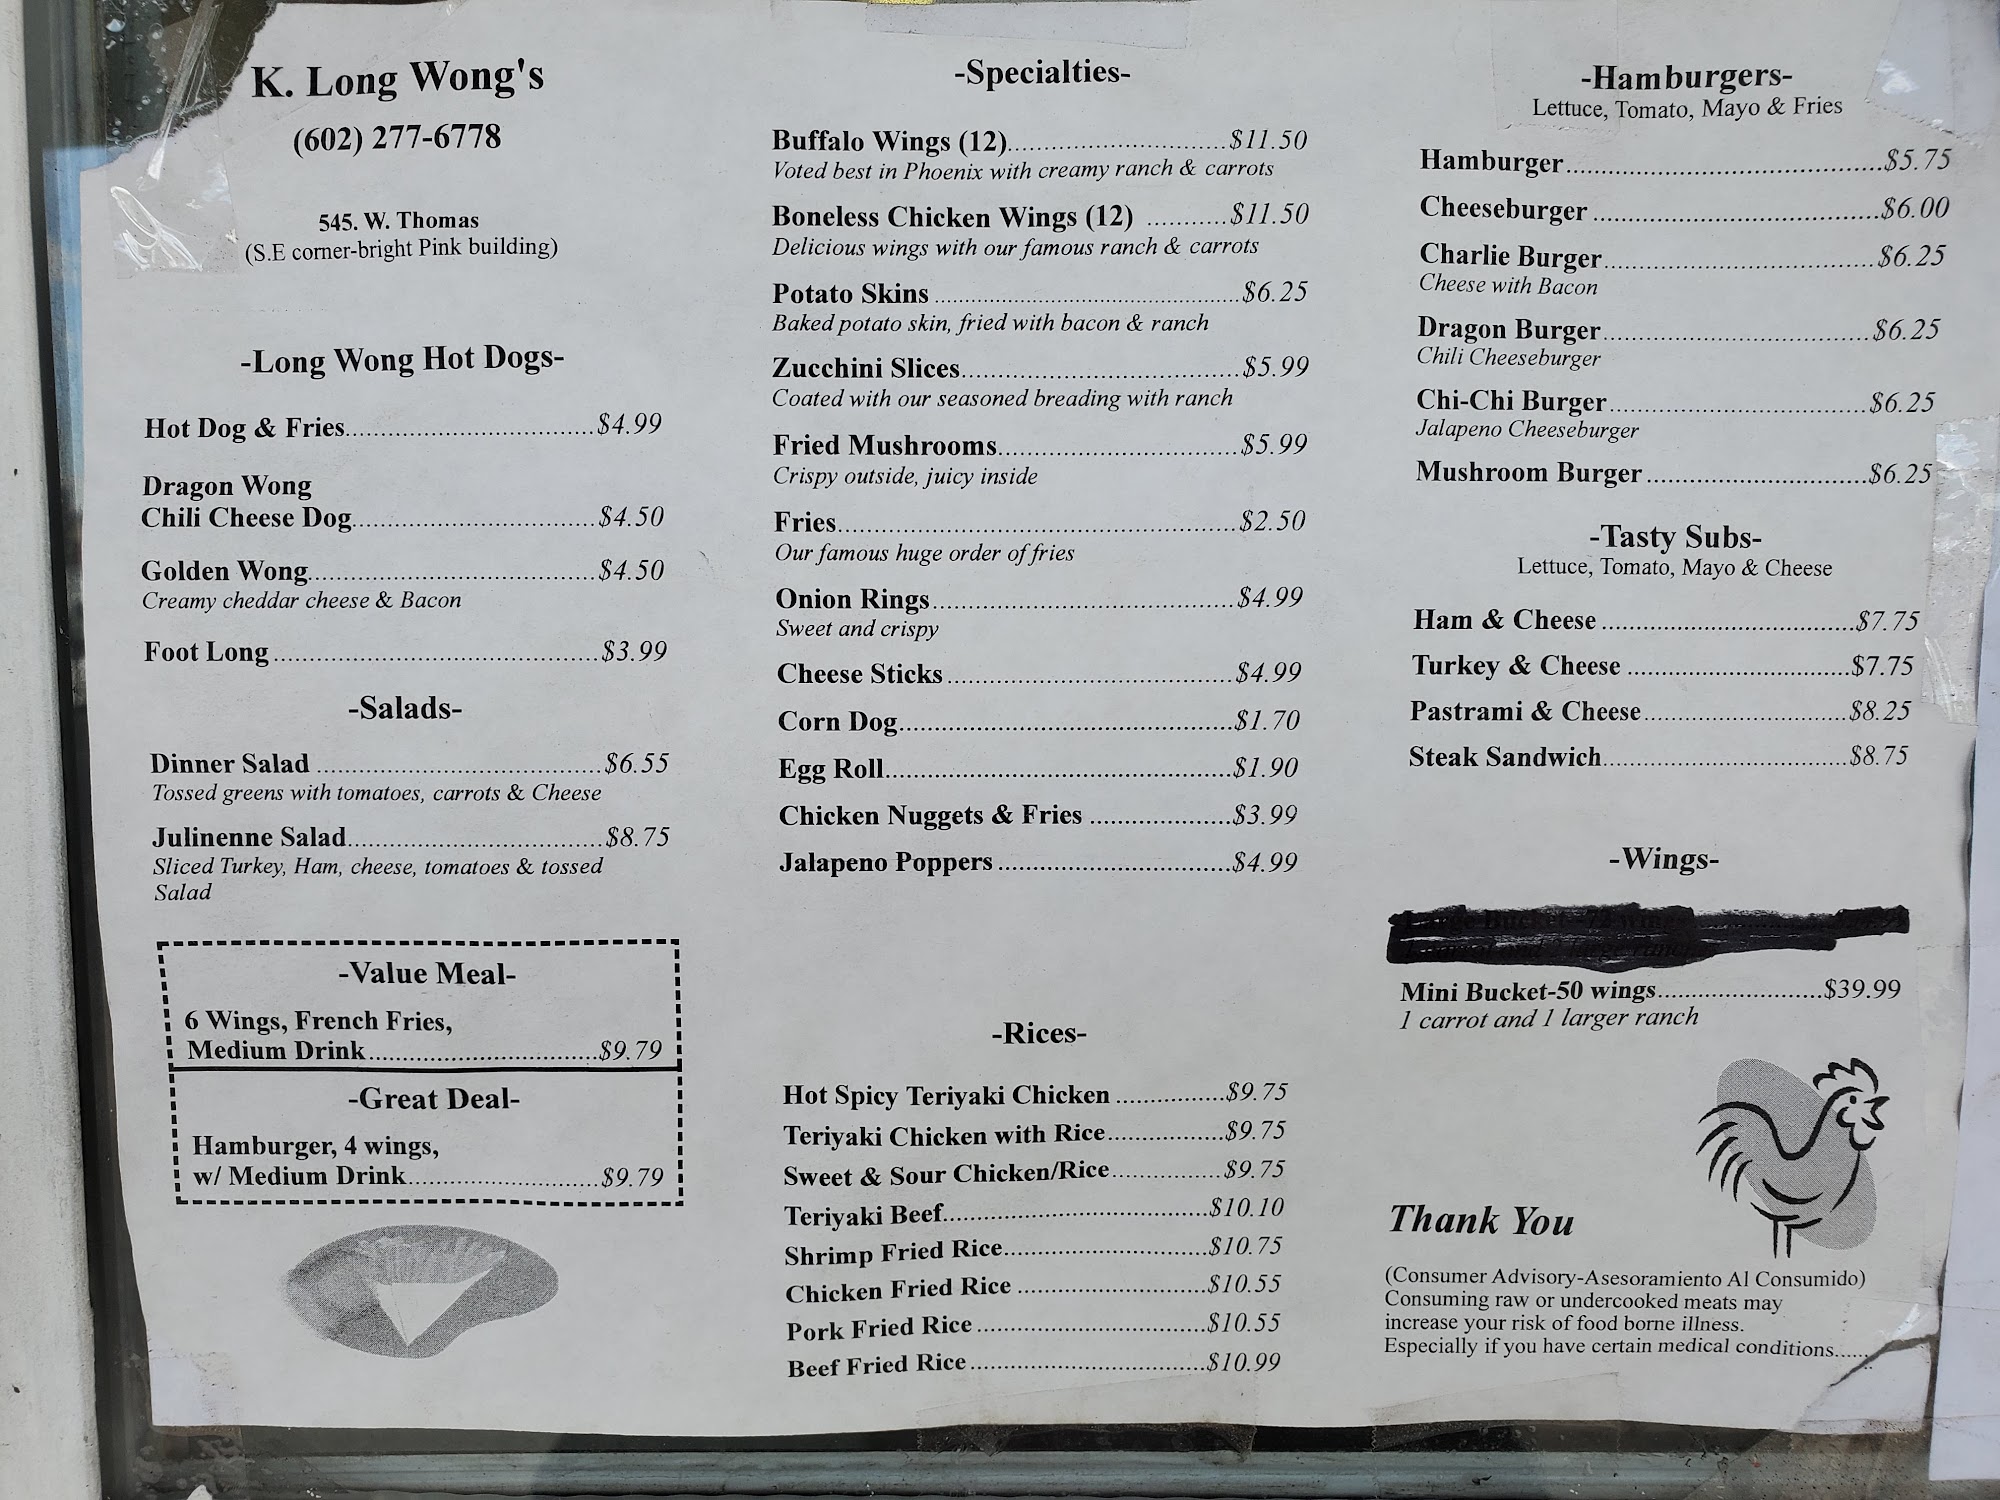 K. Long Wong's
(602) 277-6778
545. W. Thomas
(S.E corner-bright Pink building)
-Long Wong Hot Dogs-
Hot Dog & Fries..................................$4.99
Dragon Wong
Chili Cheese Dog.................................$4.50
Golden Wong.......................................$4.50
Creamy cheddar cheese & Bacon
Foot Long............................................$3.99
-Salads-
Dinner Salad.......................................$6.55
Tossed greens with tomatoes, carrots & Cheese
Julinenne Salad...................................$8.75
Sliced Turkey, Ham, cheese, tomatoes & tossed
Salad
-Value Meal-
6 Wings, French Fries,
Medium Drink...............................$9.79
-Great Deal-
Hamburger, 4 wings,
w/ Medium Drink..........................$9.79
-Specialties-
Buffalo Wings (12)..............................$11.50
Voted best in Phoenix with creamy ranch & carrots
Boneless Chicken Wings (12) ...........$11.50
Delicious wings with our famous ranch & carrots
Potato Skins.........................................$6.25
Baked potato skin, fried with bacon & ranch
Zucchini Slices.....................................$5.99
Coated with our seasoned breading with ranch
Fried Mushrooms................................$5.99
Crispy outside, juicy inside
Fries.....................................................$2.50
Our famous huge order of fries
Onion Rings.........................................$4.99
Sweet and crispy
Cheese Sticks.......................................$4.99
Corn Dog.............................................$1.70
Egg Roll...............................................$1.90
Chicken Nuggets & Fries ...................$3.99
Jalapeno Poppers................................$4.99
-Rices-
Hot Spicy Teriyaki Chicken ...............$9.75
Teriyaki Chicken with Rice................$9.75
Sweet & Sour Chicken/Rice...............$9.75
Teriyaki Beef....................................$10.10
Shrimp Fried Rice............................$10.75
Chicken Fried Rice ..........................$10.55
Pork Fried Rice................................$10.55
Beef Fried Rice.................................$10.99
-Hamburgers-
Lettuce, Tomato, Mayo & Fries
Hamburger...........................................$5.75
Cheeseburger.......................................$6.00
Charlie Burger.....................................$6.25
Cheese with Bacon
Dragon Burger.....................................$6.25
Chili Cheeseburger
Chi-Chi Burger....................................$6.25
Jalapeno Cheeseburger
Mushroom Burger...............................$6.25
-Tasty Subs-
Lettuce, Tomato, Mayo & Cheese
Ham & Cheese...................................$7.75
Turkey & Cheese ...............................$7.75
Pastrami & Cheese............................$8.25
Steak Sandwich..................................$8.75
-Wings-
Mini Bucket-50 wings.......................$39.99
1 carrot and 1 larger ranch
Thank You
(Consumer Advisory-Asesoramiento Al Consumido)
Consuming raw or undercooked meats may
increase your risk of food borne illness.
Especially if you have certain medical conditions......